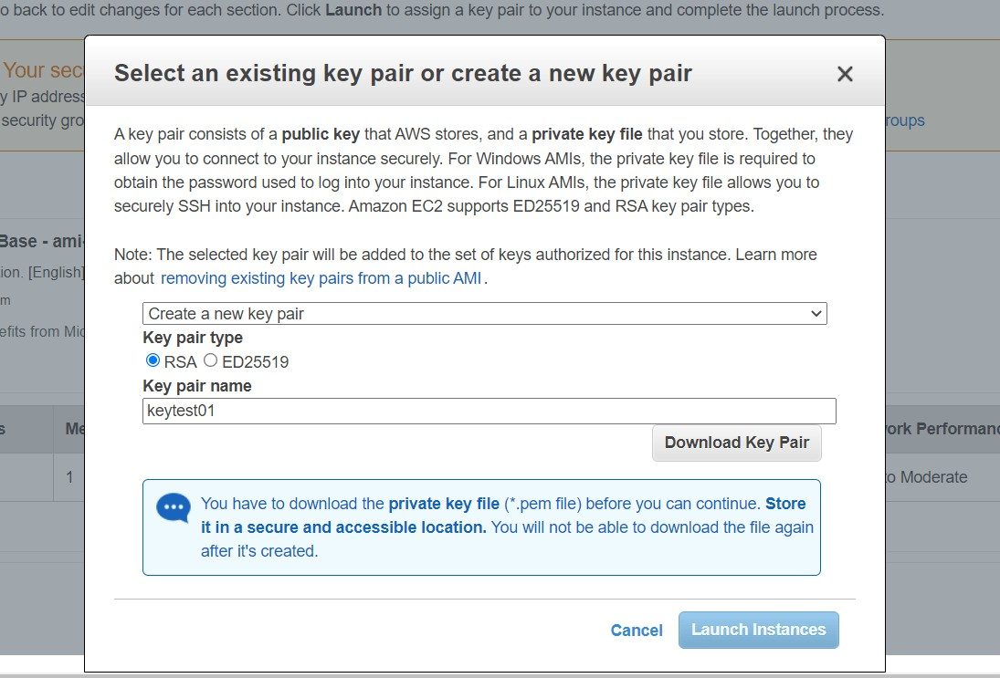 o back to edit changes for each section. Click Launch to assign a key pair to your instance and complete the launch process.
Your sec
y IP address
security gro
roups
Select an existing key pair or create a new key pair
A key pair consists of a public key that AWS stores, and a private key file that you store. Together, they
allow you to connect to your instance securely. For Windows AMIs, the private key file is required to
obtain the password used to log into your instance. For Linux AMIs, the private key file allows you to
securely SSH into your instance. Amazon EC2 supports ED25519 and RSA key pair types.
Base - ami-
ion. [English]
m
efits from Mic
Note: The selected key pair will be added to the set of keys authorized for this instance. Learn more
about removing existing key pairs from a public AMI.
Create a new key pair
Key pair type
RSA ED25519
Key pair name
keytest01
Download Key Pair
s Me
ork Performanc
1
to Moderate
You have to download the private key file (*.pem file) before you can continue. Store
it in a secure and accessible location. You will not be able to download the file again
after it's created.
Cancel Launch Instances